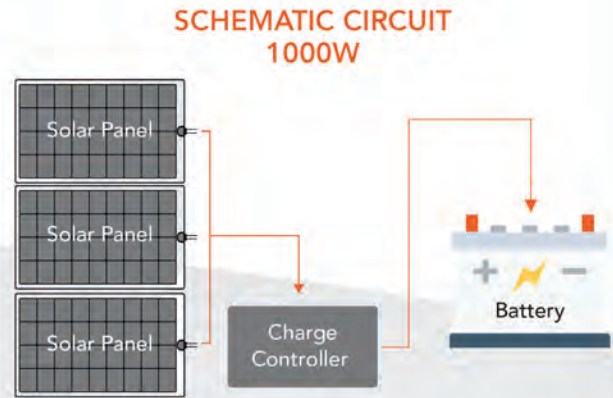 SCHEMATIC CIRCUIT
1000W
Solar Panel
Solar Panel
Solar Panel
Charge
Controller
+ –
Battery